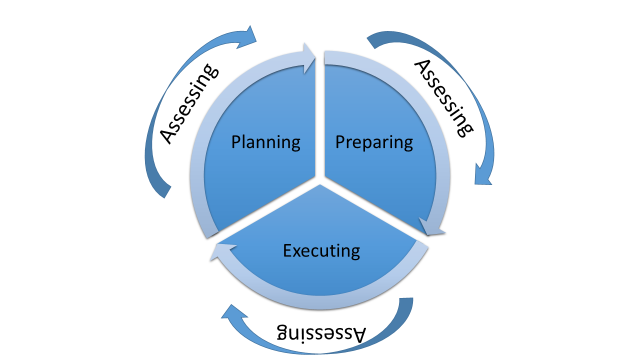 Assessing
Assessing
Planning
Preparing
Executing
Assessing